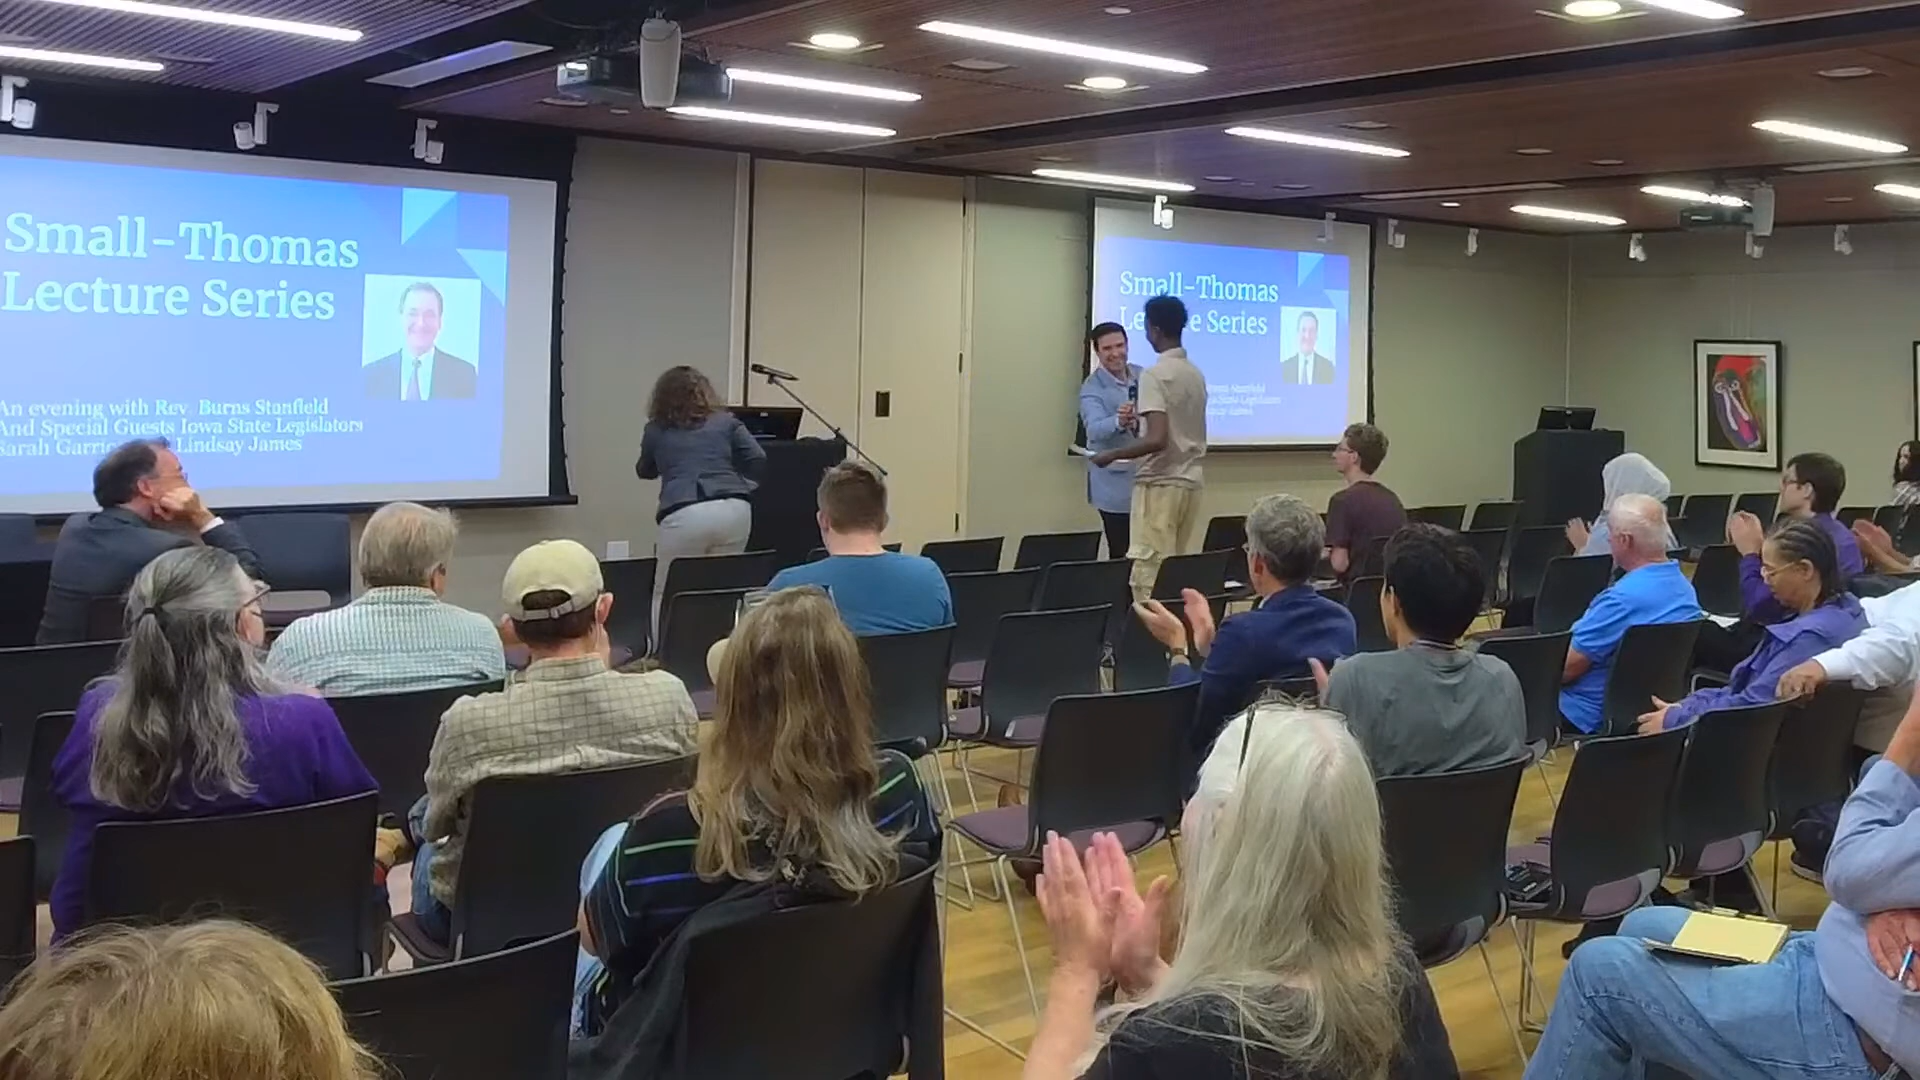 Small-Thomas
Lecture Series
An evening with Rev. Burns Stanfield
And Special Guests Iowa State Legislators
Sarah Lindsay James
Small-Thomas
Series